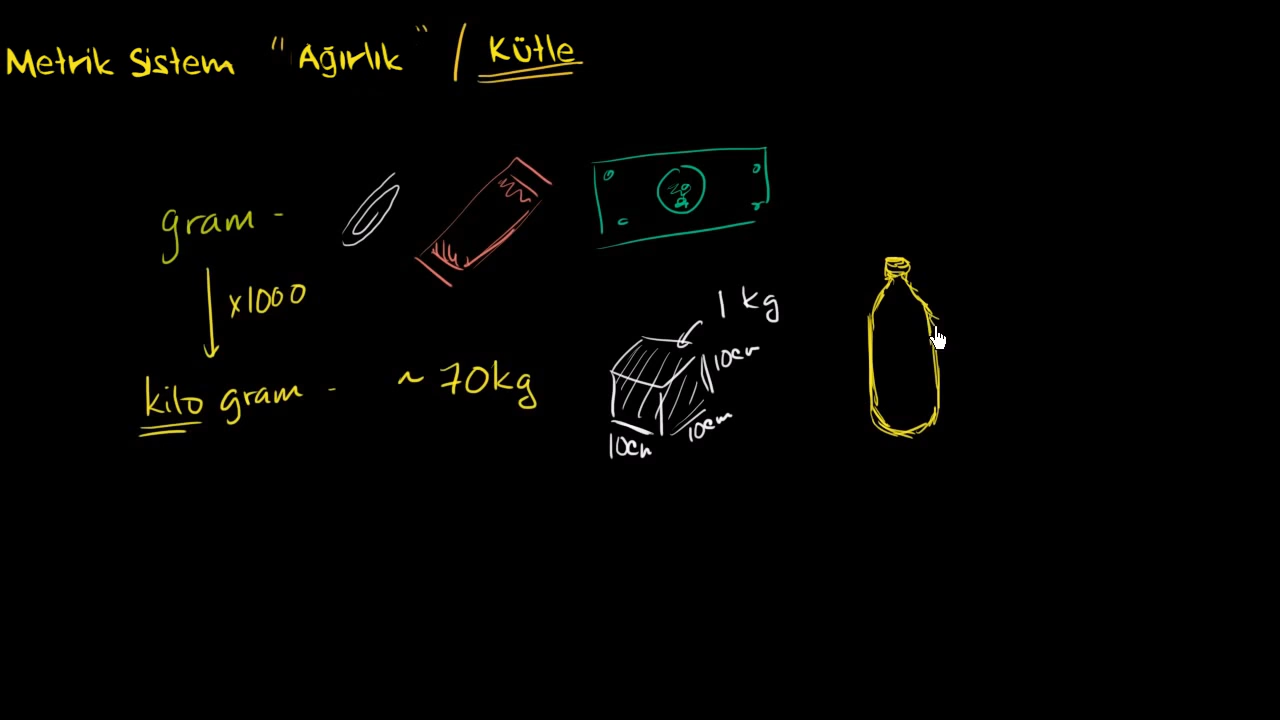 Metrik Sistem "Ağırlık" / Kütle
gram -
x1000
1 kg
10cm
kilo gram - ~ 70kg
10cm
10cm